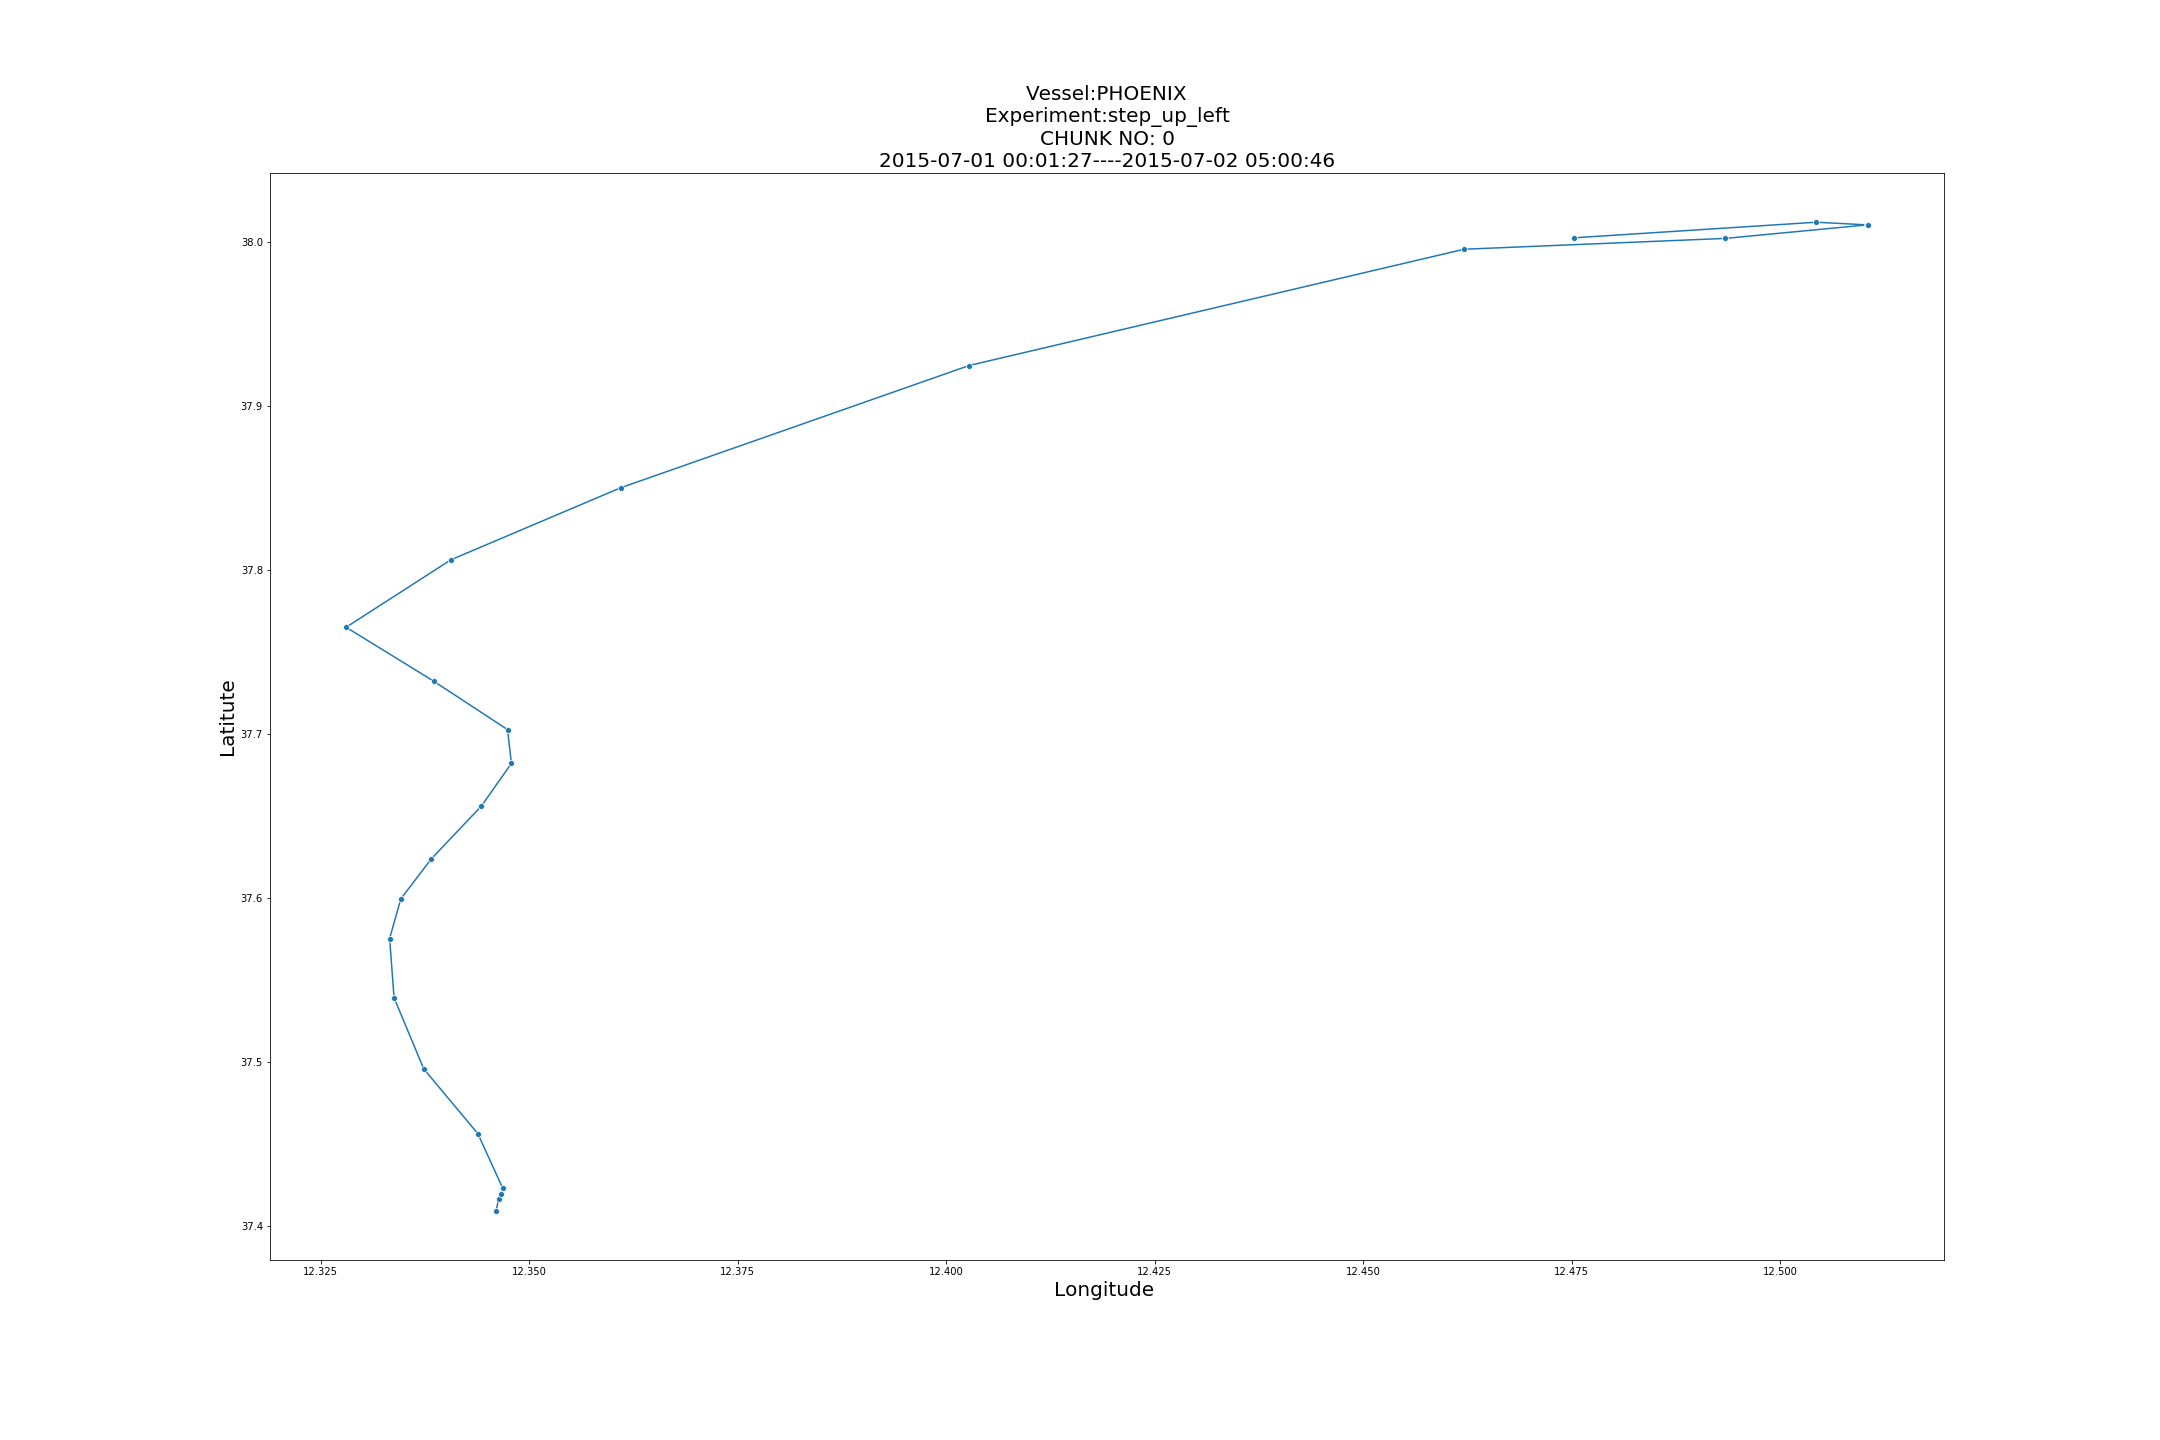 Vessel:PHOENIX
Experiment:step_up_left
CHUNK NO: 0
2015-07-01 00:01:27----2015-07-02 05:00:46
38.0
37.9
37.8
37.7
37.6
37.5
37.4
Latitute
12.325 12.350 12.375 12.400 12.425 12.450 12.475 12.500
Longitude